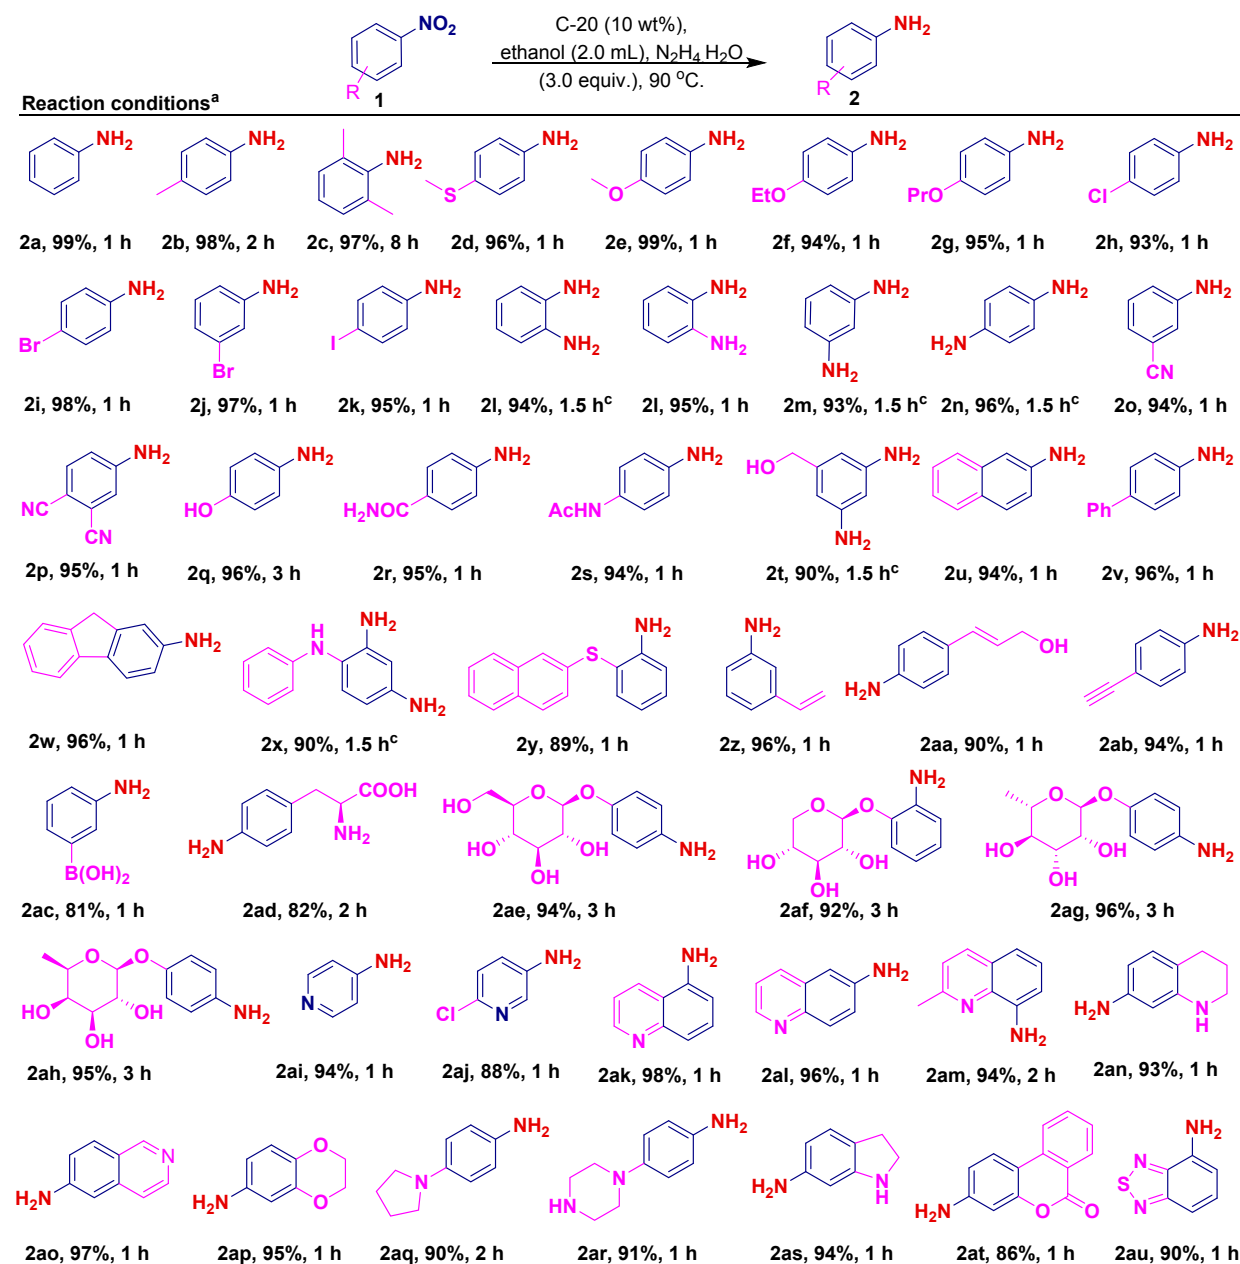 C-20 (10 wt%),
NO₂ ethanol (2.0 mL), N₂H₄.H₂O NH₂
R (3.0 equiv.), 90 °C. R
Reaction conditionsᵃ 1 2
NH₂ NH₂ NH₂ NH₂ NH₂ NH₂ NH₂ NH₂
S O EtO PrO Cl
2a, 99%, 1 h 2b, 98%, 2 h 2c, 97%, 8 h 2d, 96%, 1 h 2e, 99%, 1 h 2f, 94%, 1 h 2g, 95%, 1 h 2h, 93%, 1 h
NH₂ NH₂ NH₂ NH₂ NH₂ NH₂ NH₂ NH₂
Br Br I NH₂ NH₂ NH₂ H₂N CN
2i, 98%, 1 h 2j, 97%, 1 h 2k, 95%, 1 h 2l, 94%, 1.5 hᶜ 2l, 95%, 1 h 2m, 93%, 1.5 hᶜ 2n, 96%, 1.5 hᶜ 2o, 94%, 1 h
NH₂ NH₂ NH₂ NH₂ HO NH₂ NH₂ NH₂
NC CN HO H₂NOC AcHN NH₂ Ph
2p, 95%, 1 h 2q, 96%, 3 h 2r, 95%, 1 h 2s, 94%, 1 h 2t, 90%, 1.5 hᶜ 2u, 94%, 1 h 2v, 96%, 1 h
NH₂ H N NH₂ NH₂ S NH₂ NH₂ H₂N OH NH₂
2w, 96%, 1 h 2x, 90%, 1.5 hᶜ 2y, 89%, 1 h 2z, 96%, 1 h 2aa, 90%, 1h 2ab, 94%, 1 h
NH₂ B(OH)₂ H₂N COOH NH₂ HO O O HO OH OH NH₂ O O NH₂ HO OH OH O O HO OH OH NH₂
2ac, 81%, 1 h 2ad, 82%, 2 h 2ae, 94%, 3 h 2af, 92%, 3 h 2ag, 96%, 3 h
O O HO OH OH NH₂ NH₂ N NH₂ Cl N NH₂ N NH₂ N N NH₂ H₂N N H
2ah, 95%, 3 h 2ai, 94%, 1 h 2aj, 88%, 1 h 2ak, 98%, 1 h 2al, 96%, 1 h 2am, 94%, 2 h 2an, 93%, 1 h
H₂N N H₂N O O N NH₂ HN N NH₂ H₂N N H H₂N O O NH₂ N S N
2ao, 97%, 1 h 2ap, 95%, 1 h 2aq, 90%, 2 h 2ar, 91%, 1 h 2as, 94%, 1 h 2at, 86%, 1 h 2au, 90%, 1 h